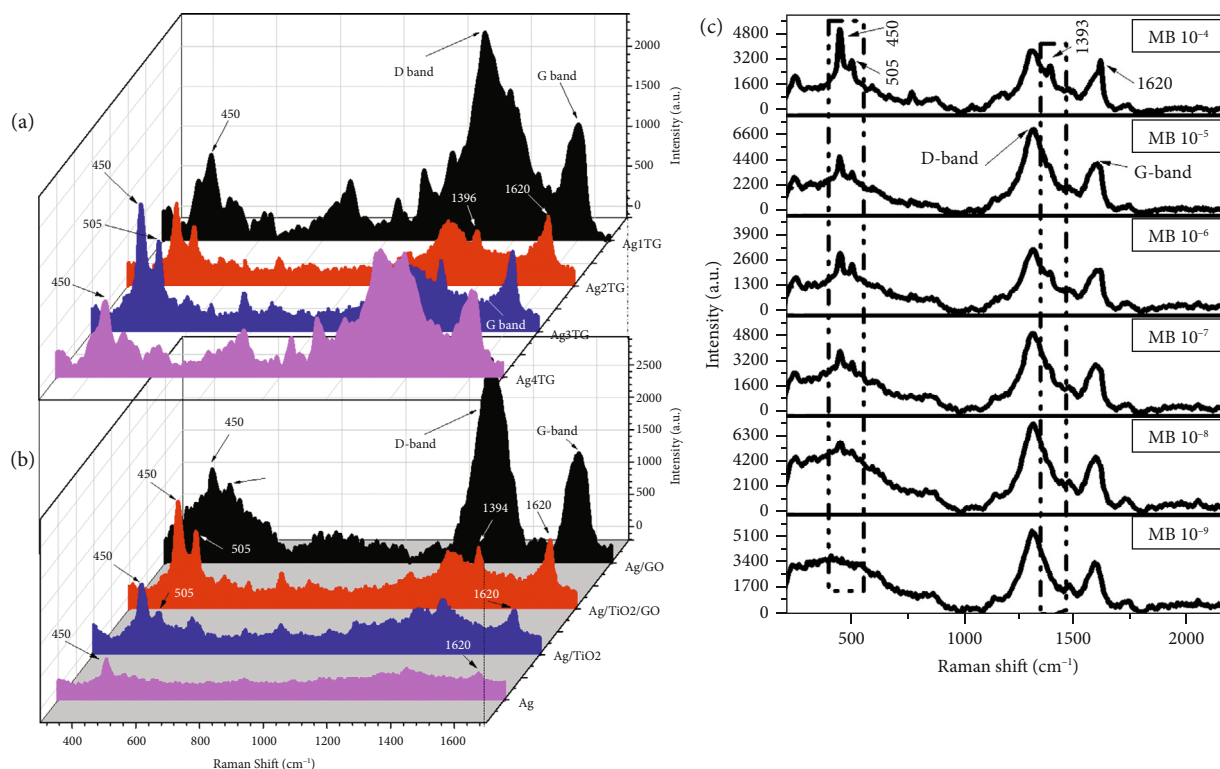 (a)
450
450
505
450
D band
G band
1396
1620
G band
2000
1500
1000
500
0
Intensity (a.u.)
Ag1TG
Ag2TG
Ag3TG
Ag4TG
(b)
450
450
505
450
505
450
D-band
G-band
1394
1620
1620
1620
2500
2000
1500
1000
500
0
Intensity (a.u.)
Ag/GO
Ag/TiO2/GO
Ag/TiO2
Ag
400 600 800 1000 1200 1400 1600
Raman Shift (cm⁻¹)
(c)
4800
3200
1600
0
450
505
1393
1620
MB 10⁻⁴
6600
4400
2200
0
D-band
G-band
MB 10⁻⁵
3900
2600
1300
0
MB 10⁻⁶
4800
3200
1600
0
MB 10⁻⁷
6300
4200
2100
0
MB 10⁻⁸
5100
3400
1700
0
MB 10⁻⁹
Intensity (a.u.)
500 1000 1500 2000
Raman shift (cm⁻¹)